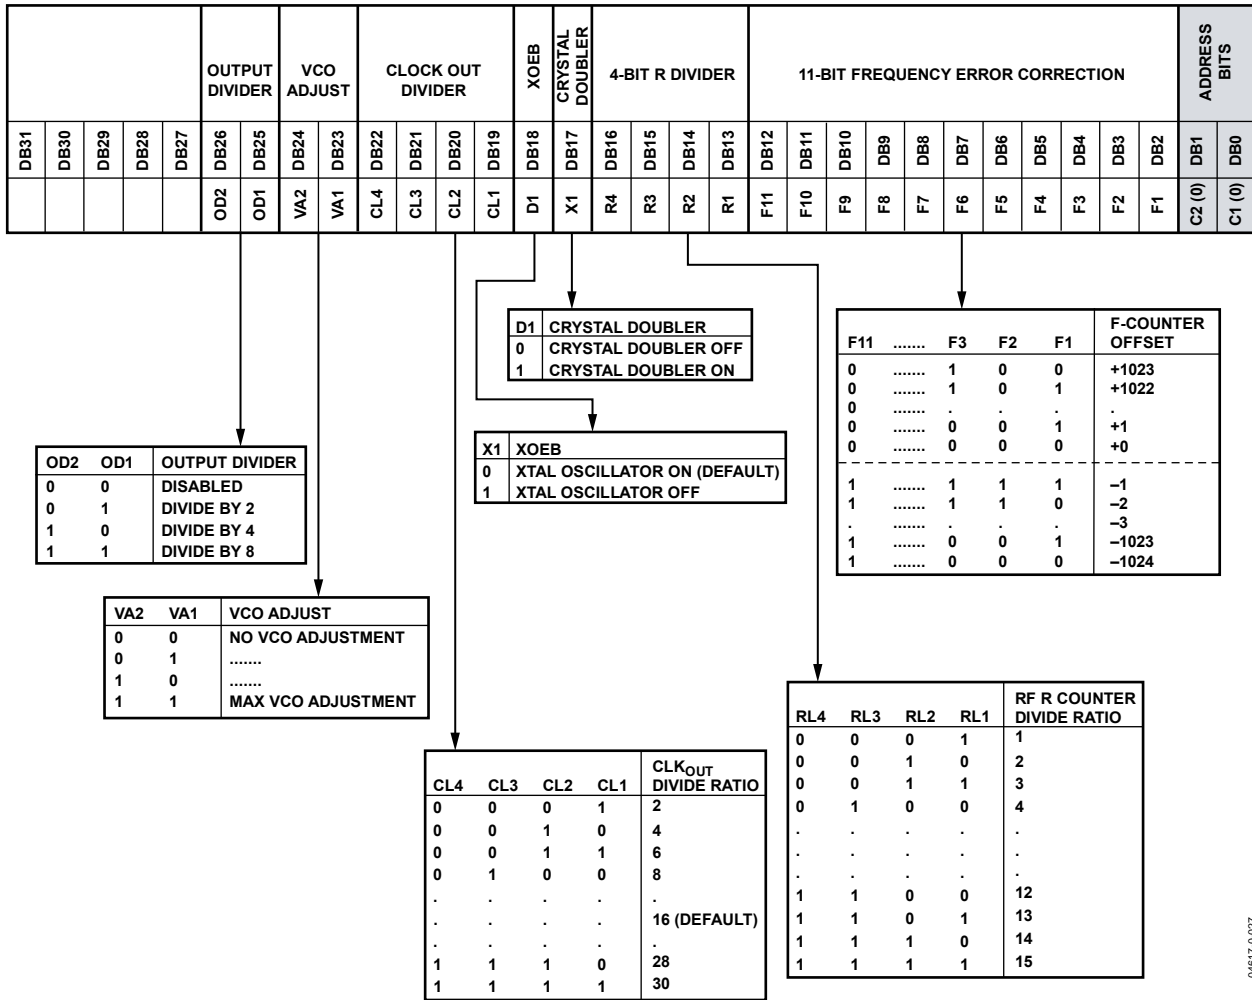 OUTPUT DIVIDER
VCO ADJUST
CLOCK OUT DIVIDER
XOEB
CRYSTAL DOUBLER
4-BIT R DIVIDER
11-BIT FREQUENCY ERROR CORRECTION
ADDRESS BITS
DB31 DB30 DB29 DB28 DB27 DB26 DB25 DB24 DB23 DB22 DB21 DB20 DB19 DB18 DB17 DB16 DB15 DB14 DB13 DB12 DB11 DB10 DB9 DB8 DB7 DB6 DB5 DB4 DB3 DB2 DB1 DB0
OD2 OD1 VA2 VA1 CL4 CL3 CL2 CL1 D1 X1 R4 R3 R2 R1 F11 F10 F9 F8 F7 F6 F5 F4 F3 F2 F1 C2 (0) C1 (0)
D1 CRYSTAL DOUBLER
0 CRYSTAL DOUBLER OFF
1 CRYSTAL DOUBLER ON
F11 ....... F3 F2 F1 F-COUNTER OFFSET
0 ....... 1 0 0 +1023
0 ....... 1 0 1 +1022
0 ....... . . . .
0 ....... 0 0 1 +1
0 ....... 0 0 0 +0
1 ....... 1 1 1 –1
1 ....... 1 1 0 –2
. ....... . . . –3
1 ....... 0 0 1 –1023
1 ....... 0 0 0 –1024
X1 XOEB
0 XTAL OSCILLATOR ON (DEFAULT)
1 XTAL OSCILLATOR OFF
OD2 OD1 OUTPUT DIVIDER
0 0 DISABLED
0 1 DIVIDE BY 2
1 0 DIVIDE BY 4
1 1 DIVIDE BY 8
VA2 VA1 VCO ADJUST
0 0 NO VCO ADJUSTMENT
0 1 .......
1 0 .......
1 1 MAX VCO ADJUSTMENT
RL4 RL3 RL2 RL1 RF R COUNTER DIVIDE RATIO
0 0 0 1 1
0 0 1 0 2
0 0 1 1 3
0 1 0 0 4
. . . . .
. . . . .
. . . . .
1 1 0 0 12
1 1 0 1 13
1 1 1 0 14
1 1 1 1 15
CL4 CL3 CL2 CL1 CLKOUT DIVIDE RATIO
0 0 0 1 2
0 0 1 0 4
0 0 1 1 6
0 1 0 0 8
. . . . .
. . . . 16 (DEFAULT)
. . . . .
1 1 1 0 28
1 1 1 1 30
04617-0-027